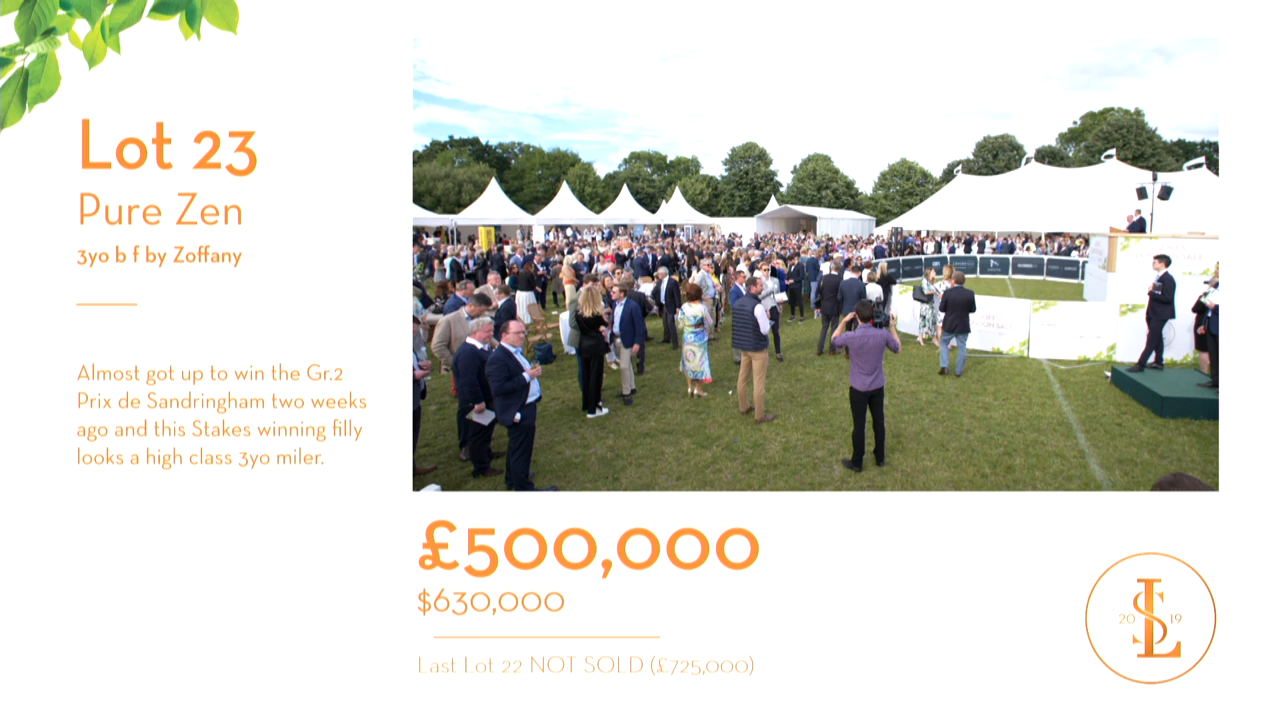 Lot 23
Pure Zen
3yo b f by Zoffany
Almost got up to win the Gr.2
Prix de Sandringham two weeks
ago and this Stakes winning filly
looks a high class 3yo miler.
£500,000
$630,000
Last Lot 22 NOT SOLD (£725,000)
20 SL 19